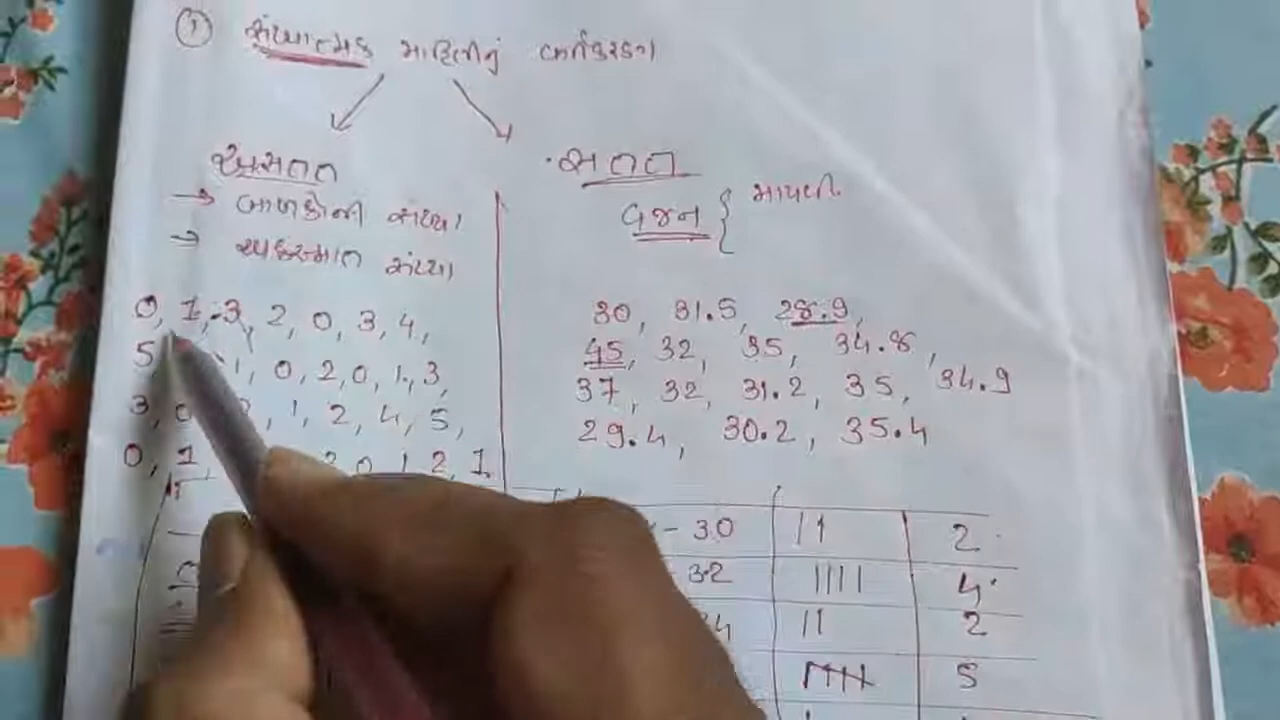 ① સંખ્યાત્મક માહિતીનું વર્ગીકરણ
અસતત
→ બાળકોની સંખ્યા
→ અકસ્માત સંખ્યા
0, 1, 3, 2, 0, 3, 4,
5 1, 0, 2, 0, 1, 3,
3, 1, 2, 4, 5,
0, 1, 2 0 1 2, 1
સતત
વજન { માપણી
30, 31.5, 28.9,
45, 32, 35, 34.8,
37, 32, 31.2, 35, 34.9
29.4, 30.2, 35.4
- 30 || 2
32 |||| 4
|| 2
5